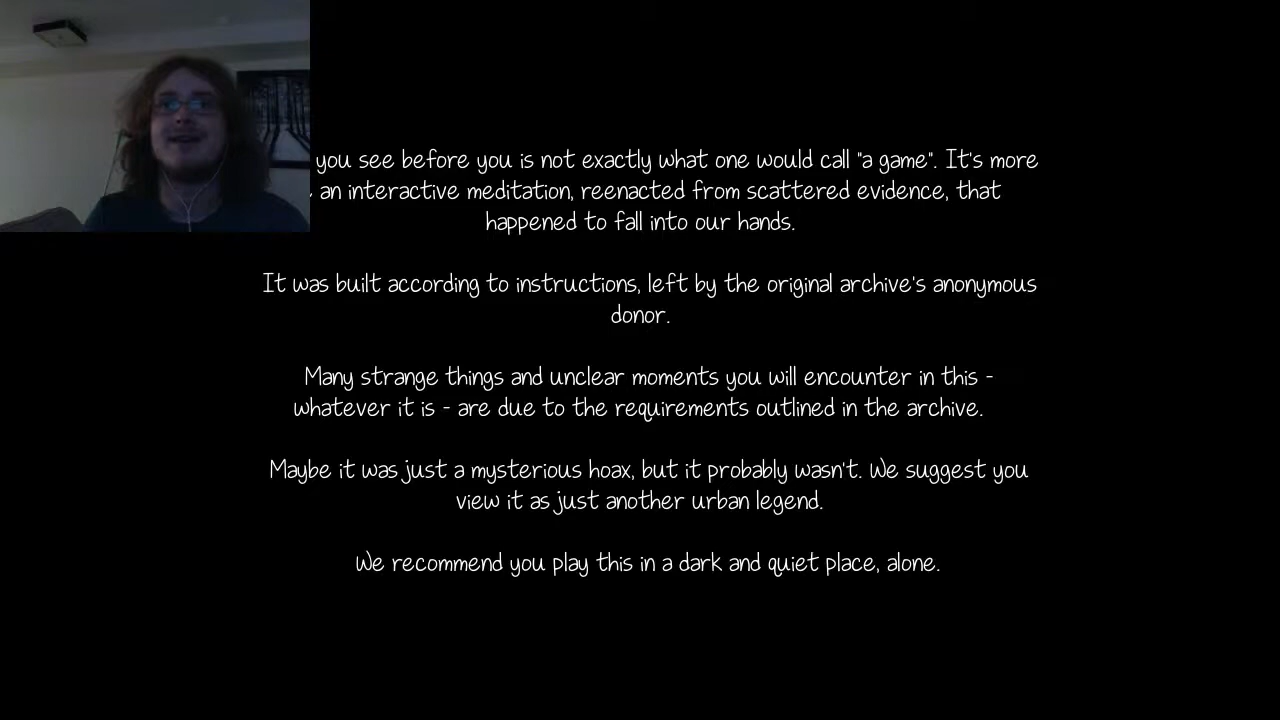 you see before you is not exactly what one would call "a game". It's more
an interactive meditation, reenacted from scattered evidence, that
happened to fall into our hands.
It was built according to instructions, left by the original archive's anonymous
donor.
Many strange things and unclear moments you will encounter in this -
whatever it is - are due to the requirements outlined in the archive.
Maybe it was just a mysterious hoax, but it probably wasn't. We suggest you
view it as just another urban legend.
We recommend you play this in a dark and quiet place, alone.